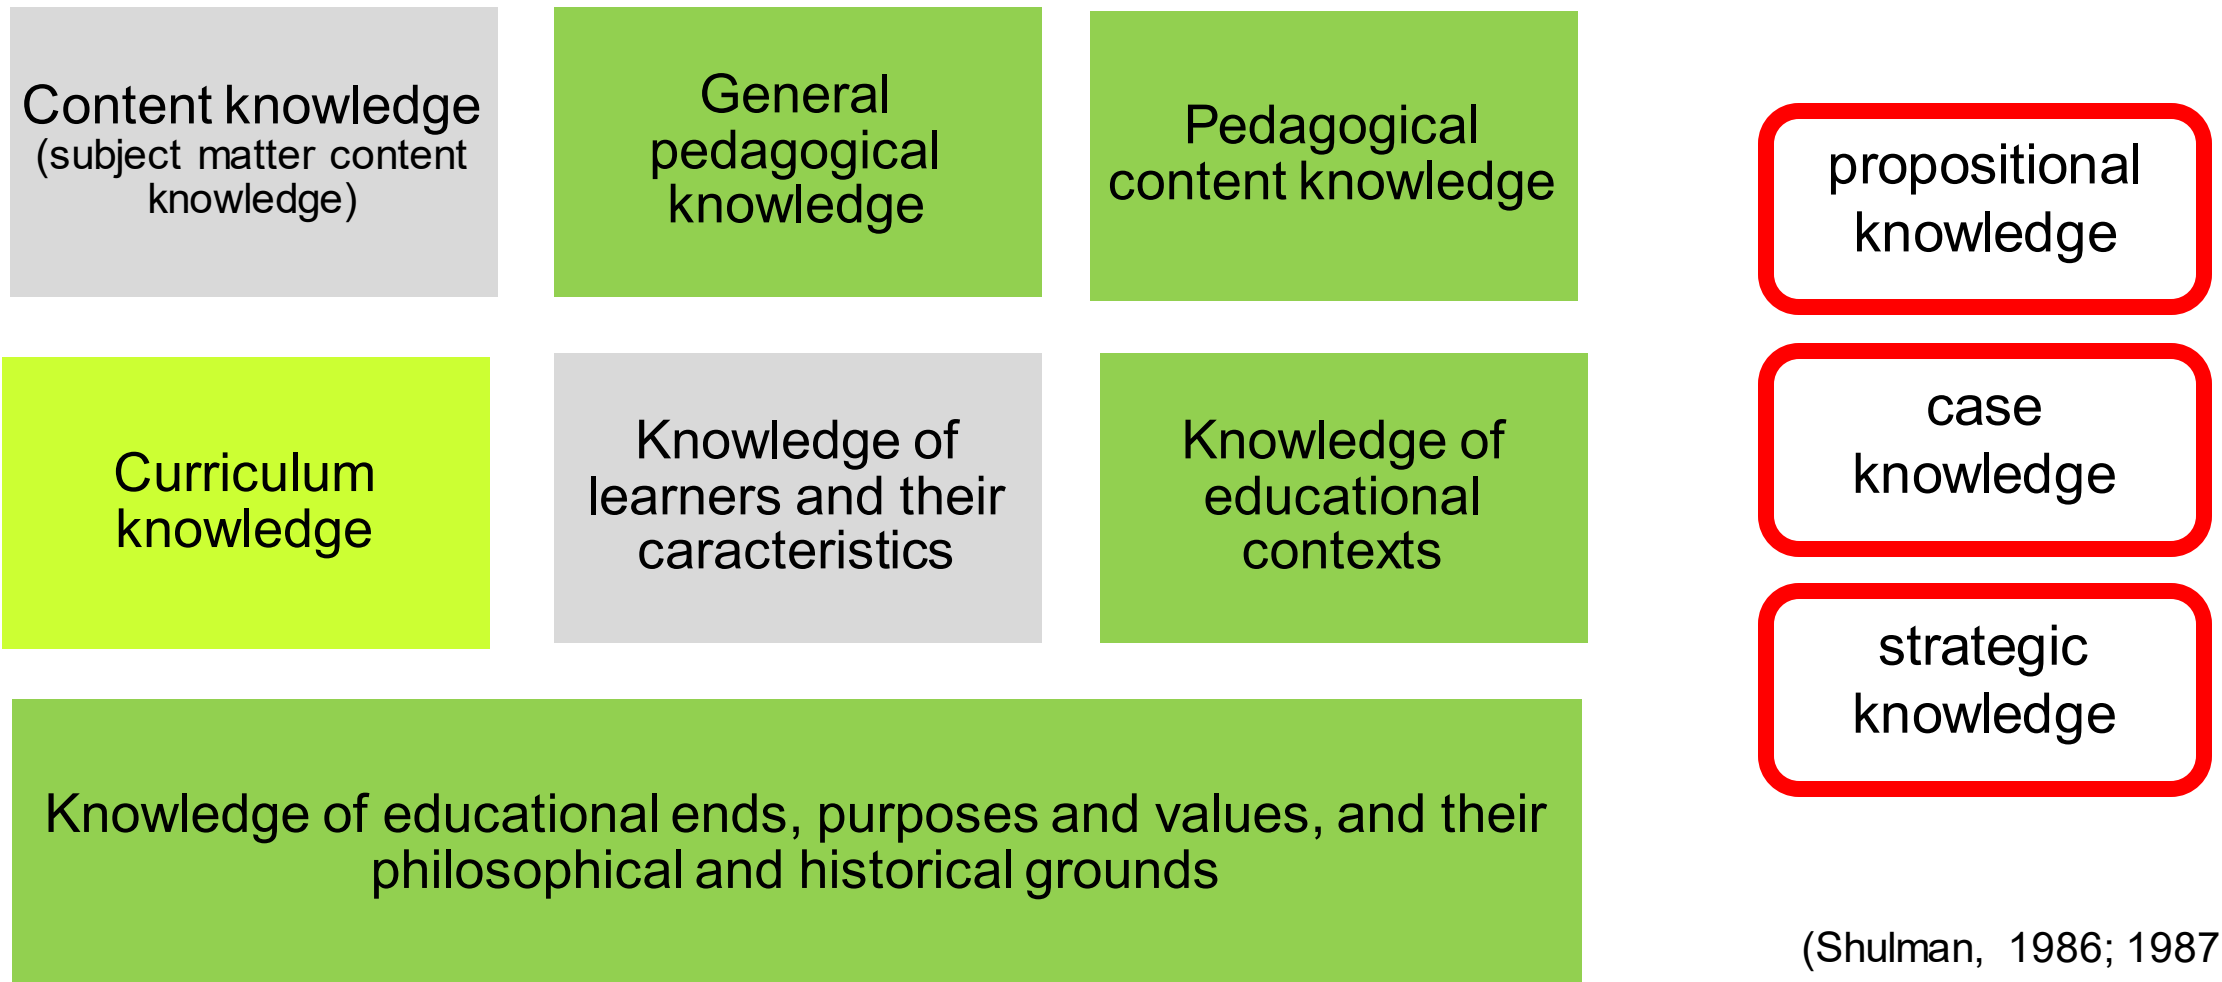 Content knowledge
(subject matter content
knowledge)
General
pedagogical
knowledge
Pedagogical
content knowledge
propositional
knowledge
Curriculum
knowledge
Knowledge of
learners and their
caracteristics
Knowledge of
educational
contexts
case
knowledge
strategic
knowledge
Knowledge of educational ends, purposes and values, and their
philosophical and historical grounds
(Shulman, 1986; 1987